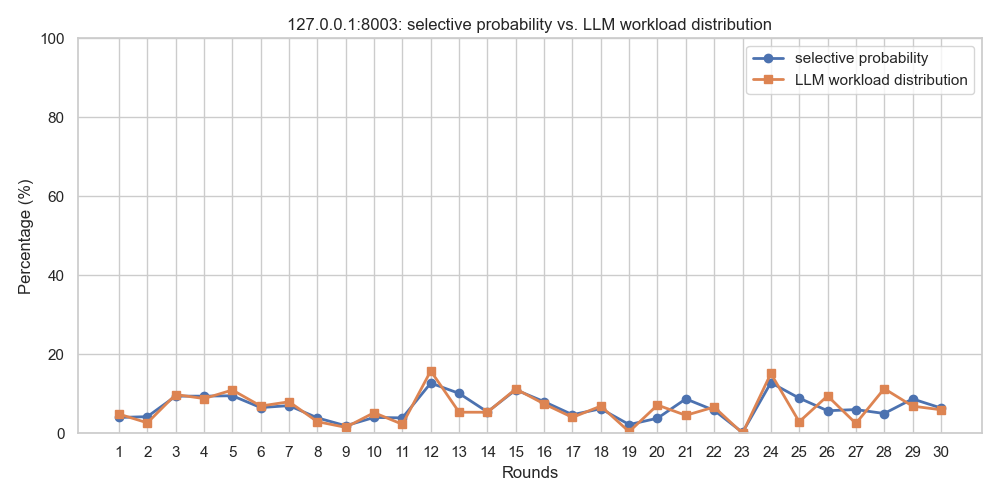 127.0.0.1:8003: selective probability vs. LLM workload distribution
selective probability
LLM workload distribution
Percentage (%)
100
80
60
40
20
0
1 2 3 4 5 6 7 8 9 10 11 12 13 14 15 16 17 18 19 20 21 22 23 24 25 26 27 28 29 30
Rounds